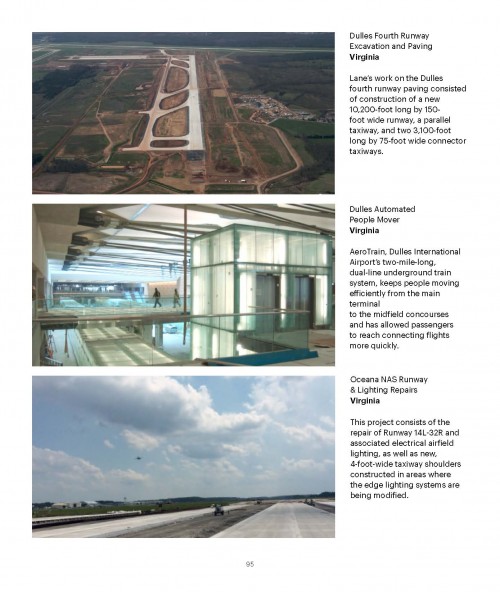 Dulles Fourth Runway
Excavation and Paving
Virginia
Lane's work on the Dulles
fourth runway paving consisted
of construction of a new
10,200-foot long by 150-
foot wide runway, a parallel
taxiway, and two 3,100-foot
long by 75-foot wide connector
taxiways.
Dulles Automated
People Mover
Virginia
AeroTrain, Dulles International
Airport's two-mile-long,
dual-line underground train
system, keeps people moving
efficiently from the main
terminal
to the midfield concourses
and has allowed passengers
to reach connecting flights
more quickly.
Oceana NAS Runway
& Lighting Repairs
Virginia
This project consists of the
repair of Runway 14L-32R and
associated electrical airfield
lighting, as well as new,
4-foot-wide taxiway shoulders
constructed in areas where
the edge lighting systems are
being modified.
95